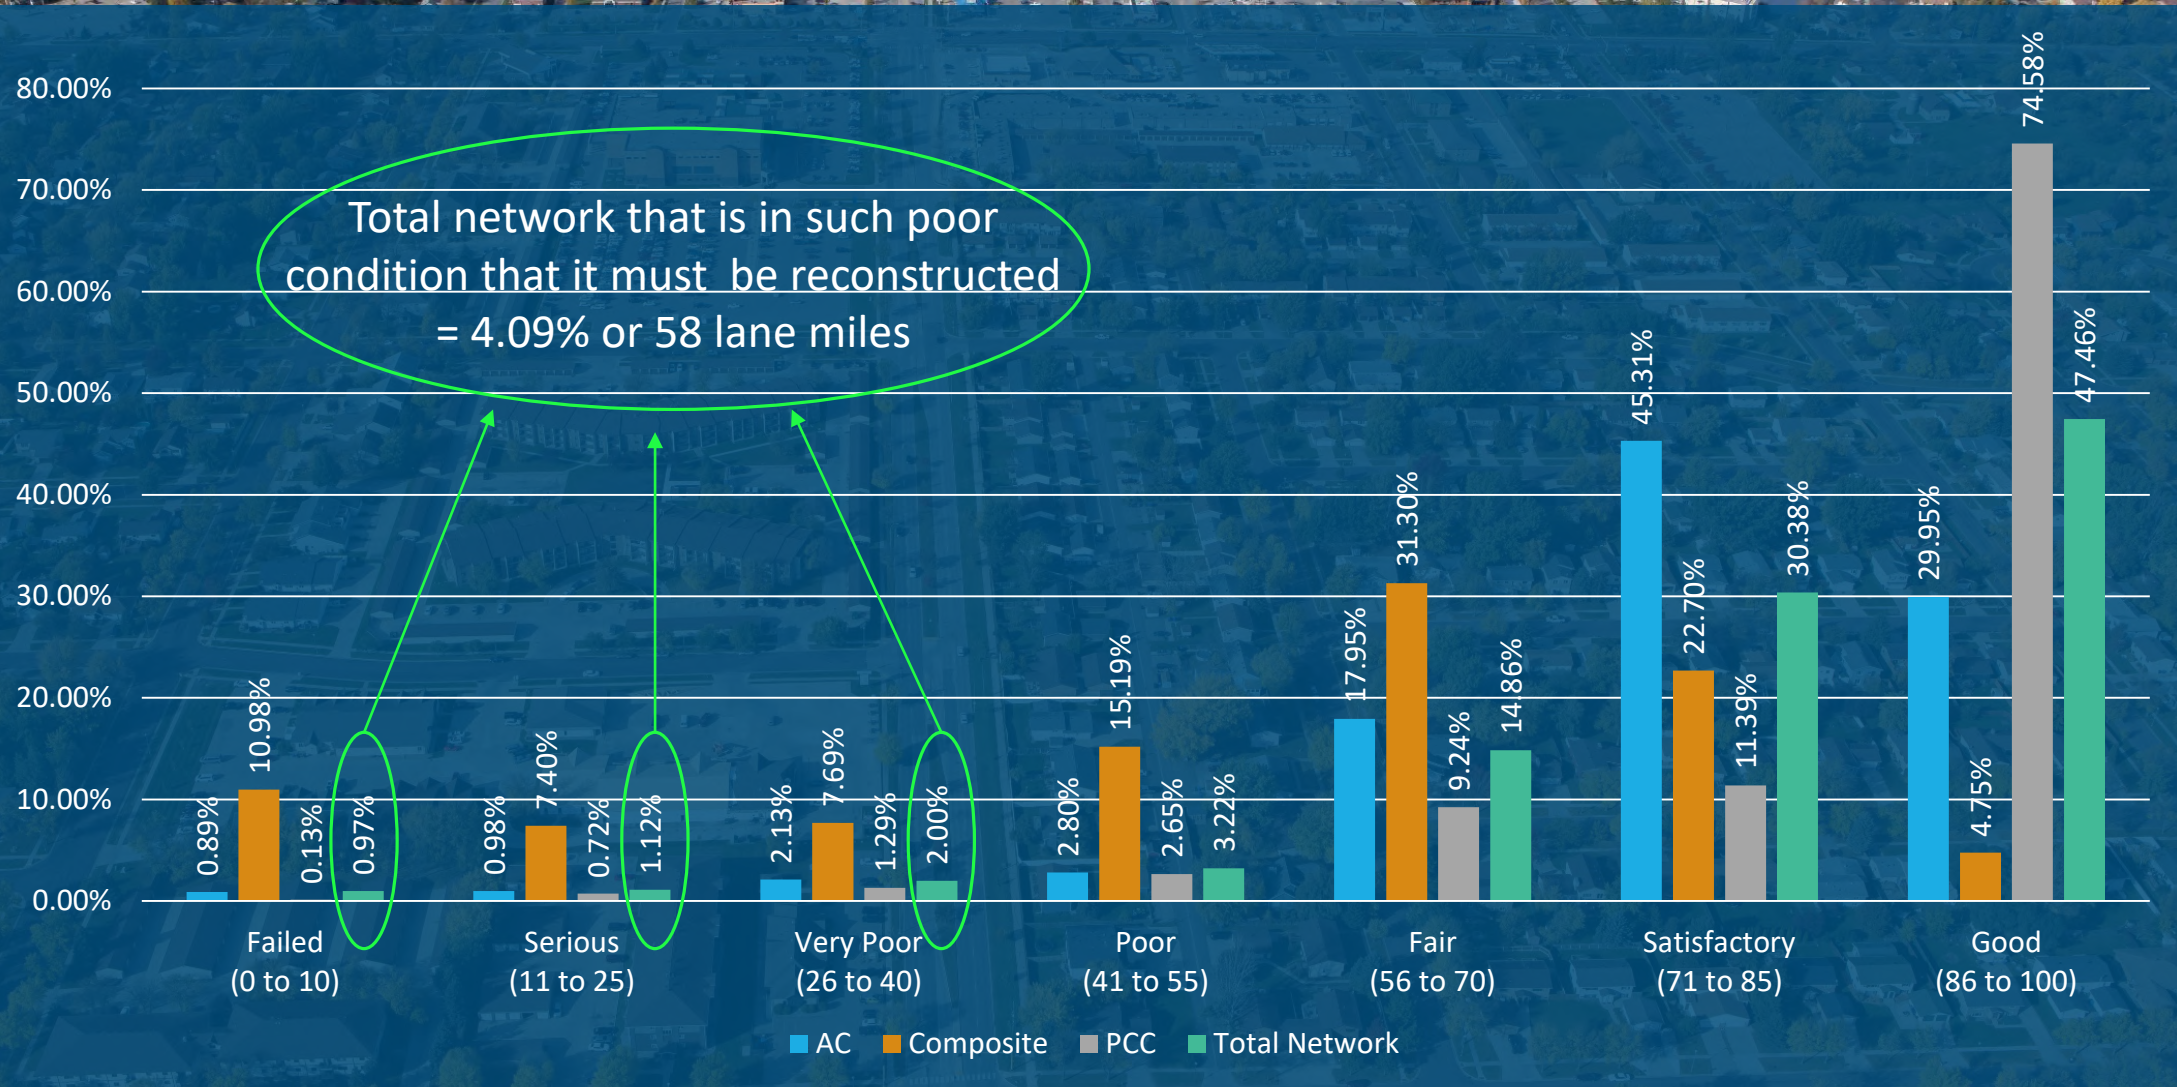 80.00%
70.00%
60.00%
50.00%
40.00%
30.00%
20.00%
10.00%
0.00%
Total network that is in such poor
condition that it must  be reconstructed
= 4.09% or 58 lane miles
0.89%
10.98%
0.13%
0.97%
0.98%
7.40%
0.72%
1.12%
2.13%
7.69%
1.29%
2.00%
2.80%
15.19%
2.65%
3.22%
17.95%
31.30%
9.24%
14.86%
45.31%
22.70%
11.39%
30.38%
29.95%
4.75%
74.58%
47.46%
Failed
(0 to 10)
Serious
(11 to 25)
Very Poor
(26 to 40)
Poor
(41 to 55)
Fair
(56 to 70)
Satisfactory
(71 to 85)
Good
(86 to 100)
AC Composite PCC Total Network